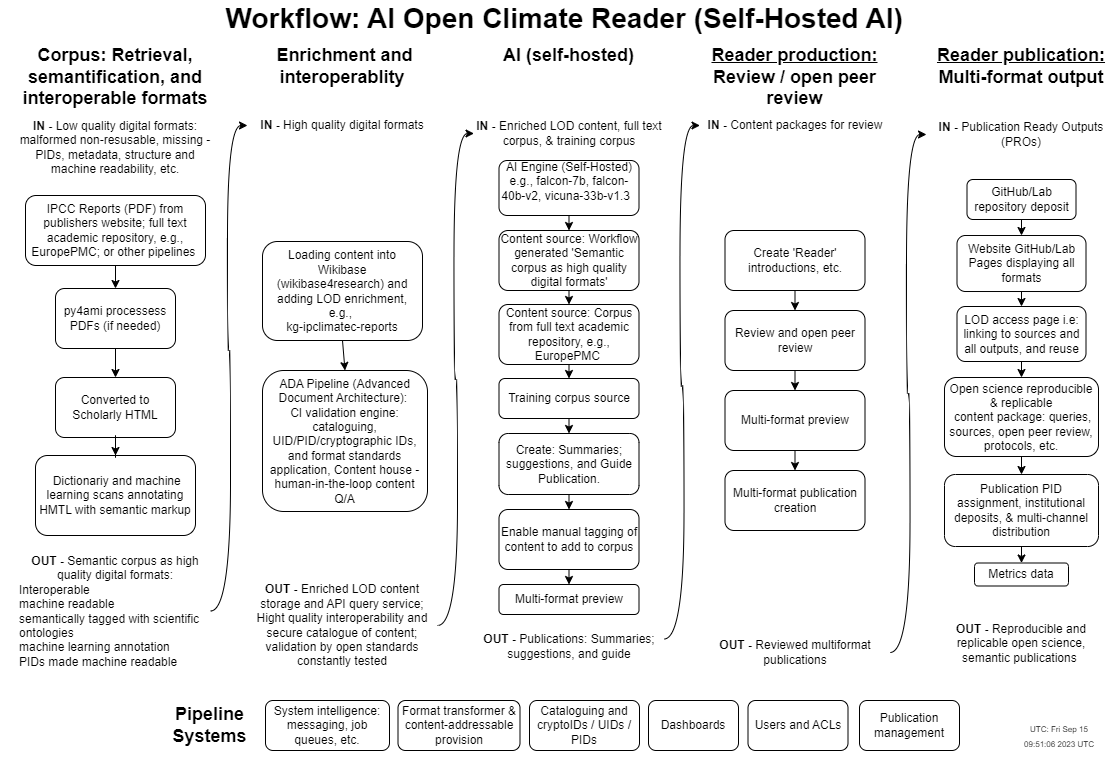 Workflow: AI Open Climate Reader (Self-Hosted AI)
Corpus: Retrieval,
semantification, and
interoperable formats
IN - Low quality digital formats:
malformed non-resusable, missing -
PIDs, metadata, structure and
machine readability, etc.
IPCC Reports (PDF) from
publishers website; full text
academic repository, e.g.,
EuropePMC; or other pipelines
py4ami processess
PDFs (if needed)
Converted to
Scholarly HTML
Dictionariy and machine
learning scans annotating
HMTL with semantic markup
OUT - Semantic corpus as high
quality digital formats:
Interoperable
machine readable
semantically tagged with scientific
ontologies
machine learning annotation
PIDs made machine readable
Enrichment and
interoperablity
IN - High quality digital formats
Loading content into
Wikibase
(wikibase4research) and
adding LOD enrichment,
e.g.,
kg-ipclimatec-reports
ADA Pipeline (Advanced
Document Architecture):
CI validation engine:
cataloguing,
UID/PID/cryptographic IDs,
and format standards
application, Content house -
human-in-the-loop content
Q/A
OUT - Enriched LOD content
storage and API query service;
Hight quality interoperability and
secure catalogue of content;
validation by open standards
constantly tested
AI (self-hosted)
IN - Enriched LOD content, full text
corpus, & training corpus
AI Engine (Self-Hosted)
e.g., falcon-7b, falcon-
40b-v2, vicuna-33b-v1.3
Content source: Workflow
generated 'Semantic
corpus as high quality
digital formats'
Content source: Corpus
from full text academic
repository, e.g.,
EuropePMC
Training corpus source
Create: Summaries;
suggestions, and Guide
Publication.
Enable manual tagging of
content to add to corpus
Multi-format preview
OUT - Publications: Summaries;
suggestions, and guide
Reader production:
Review / open peer
review
IN - Content packages for review
Create 'Reader'
introductions, etc.
Review and open peer
review
Multi-format preview
Multi-format publication
creation
OUT - Reviewed multiformat
publications
Reader publication:
Multi-format output
IN - Publication Ready Outputs
(PROs)
GitHub/Lab
repository deposit
Website GitHub/Lab
Pages displaying all
formats
LOD access page i.e:
linking to sources and
all outputs, and reuse
Open science reproducible
& replicable
content package: queries,
sources, open peer review,
protocols, etc.
Publication PID
assignment, institutional
deposits, & multi-channel
distribution
Metrics data
OUT - Reproducible and
replicable open science,
semantic publications
Pipeline
Systems
System intelligence:
messaging, job
queues, etc.
Format transformer &
content-addressable
provision
Cataloguing and
cryptoIDs / UIDs /
PIDs
Dashboards
Users and ACLs
Publication
management
UTC: Fri Sep 15
09:51:06 2023 UTC